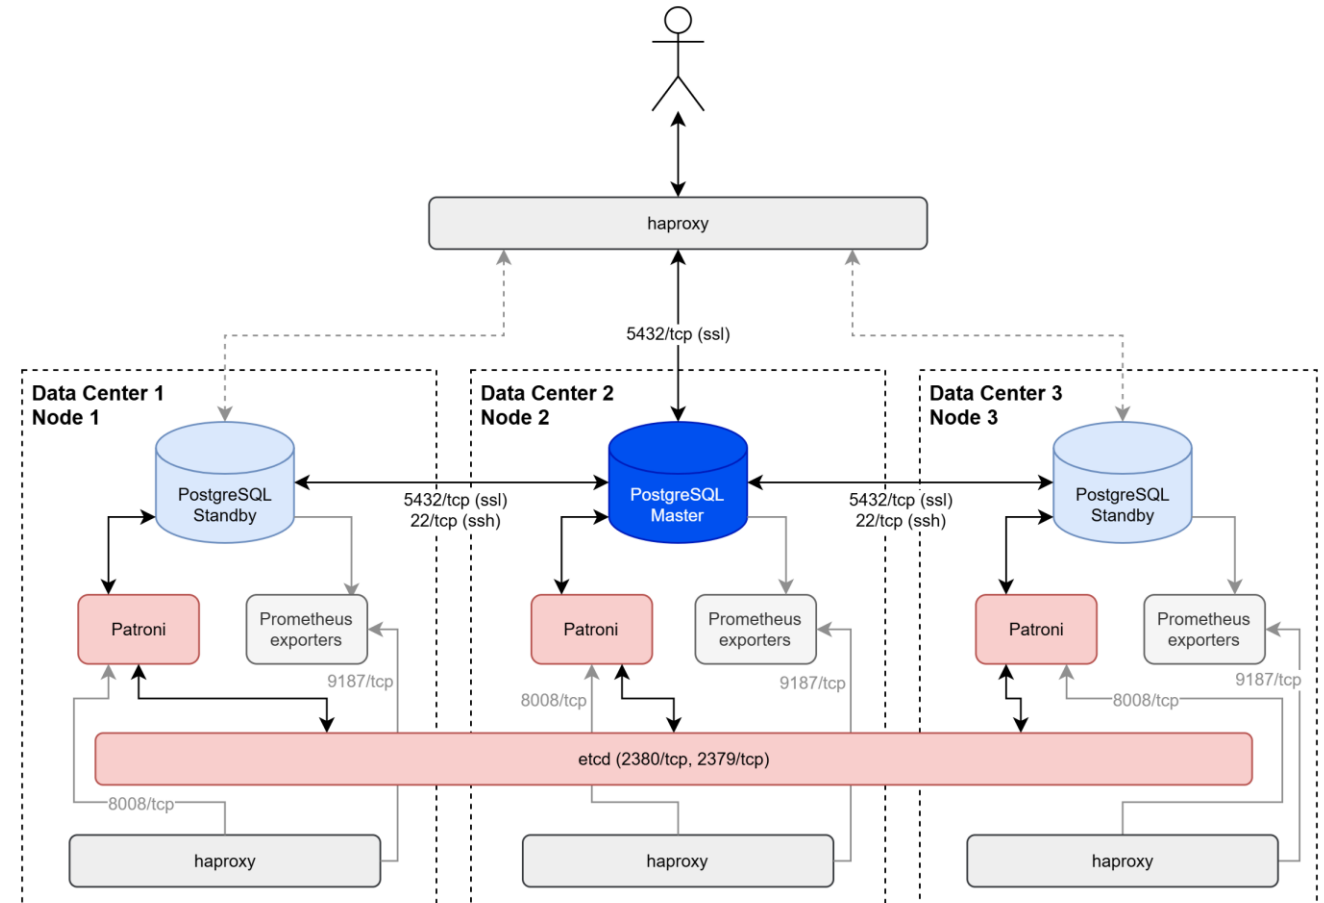 haproxy
5432/tcp (ssl)
Data Center 1
Node 1
Data Center 2
Node 2
Data Center 3
Node 3
PostgreSQL
Standby
5432/tcp (ssl)
22/tcp (ssh)
PostgreSQL
Master
5432/tcp (ssl)
22/tcp (ssh)
PostgreSQL
Standby
Patroni
Prometheus
exporters
Patroni
Prometheus
exporters
Patroni
Prometheus
exporters
9187/tcp
8008/tcp
9187/tcp
8008/tcp
9187/tcp
etcd (2380/tcp, 2379/tcp)
8008/tcp
haproxy
haproxy
haproxy